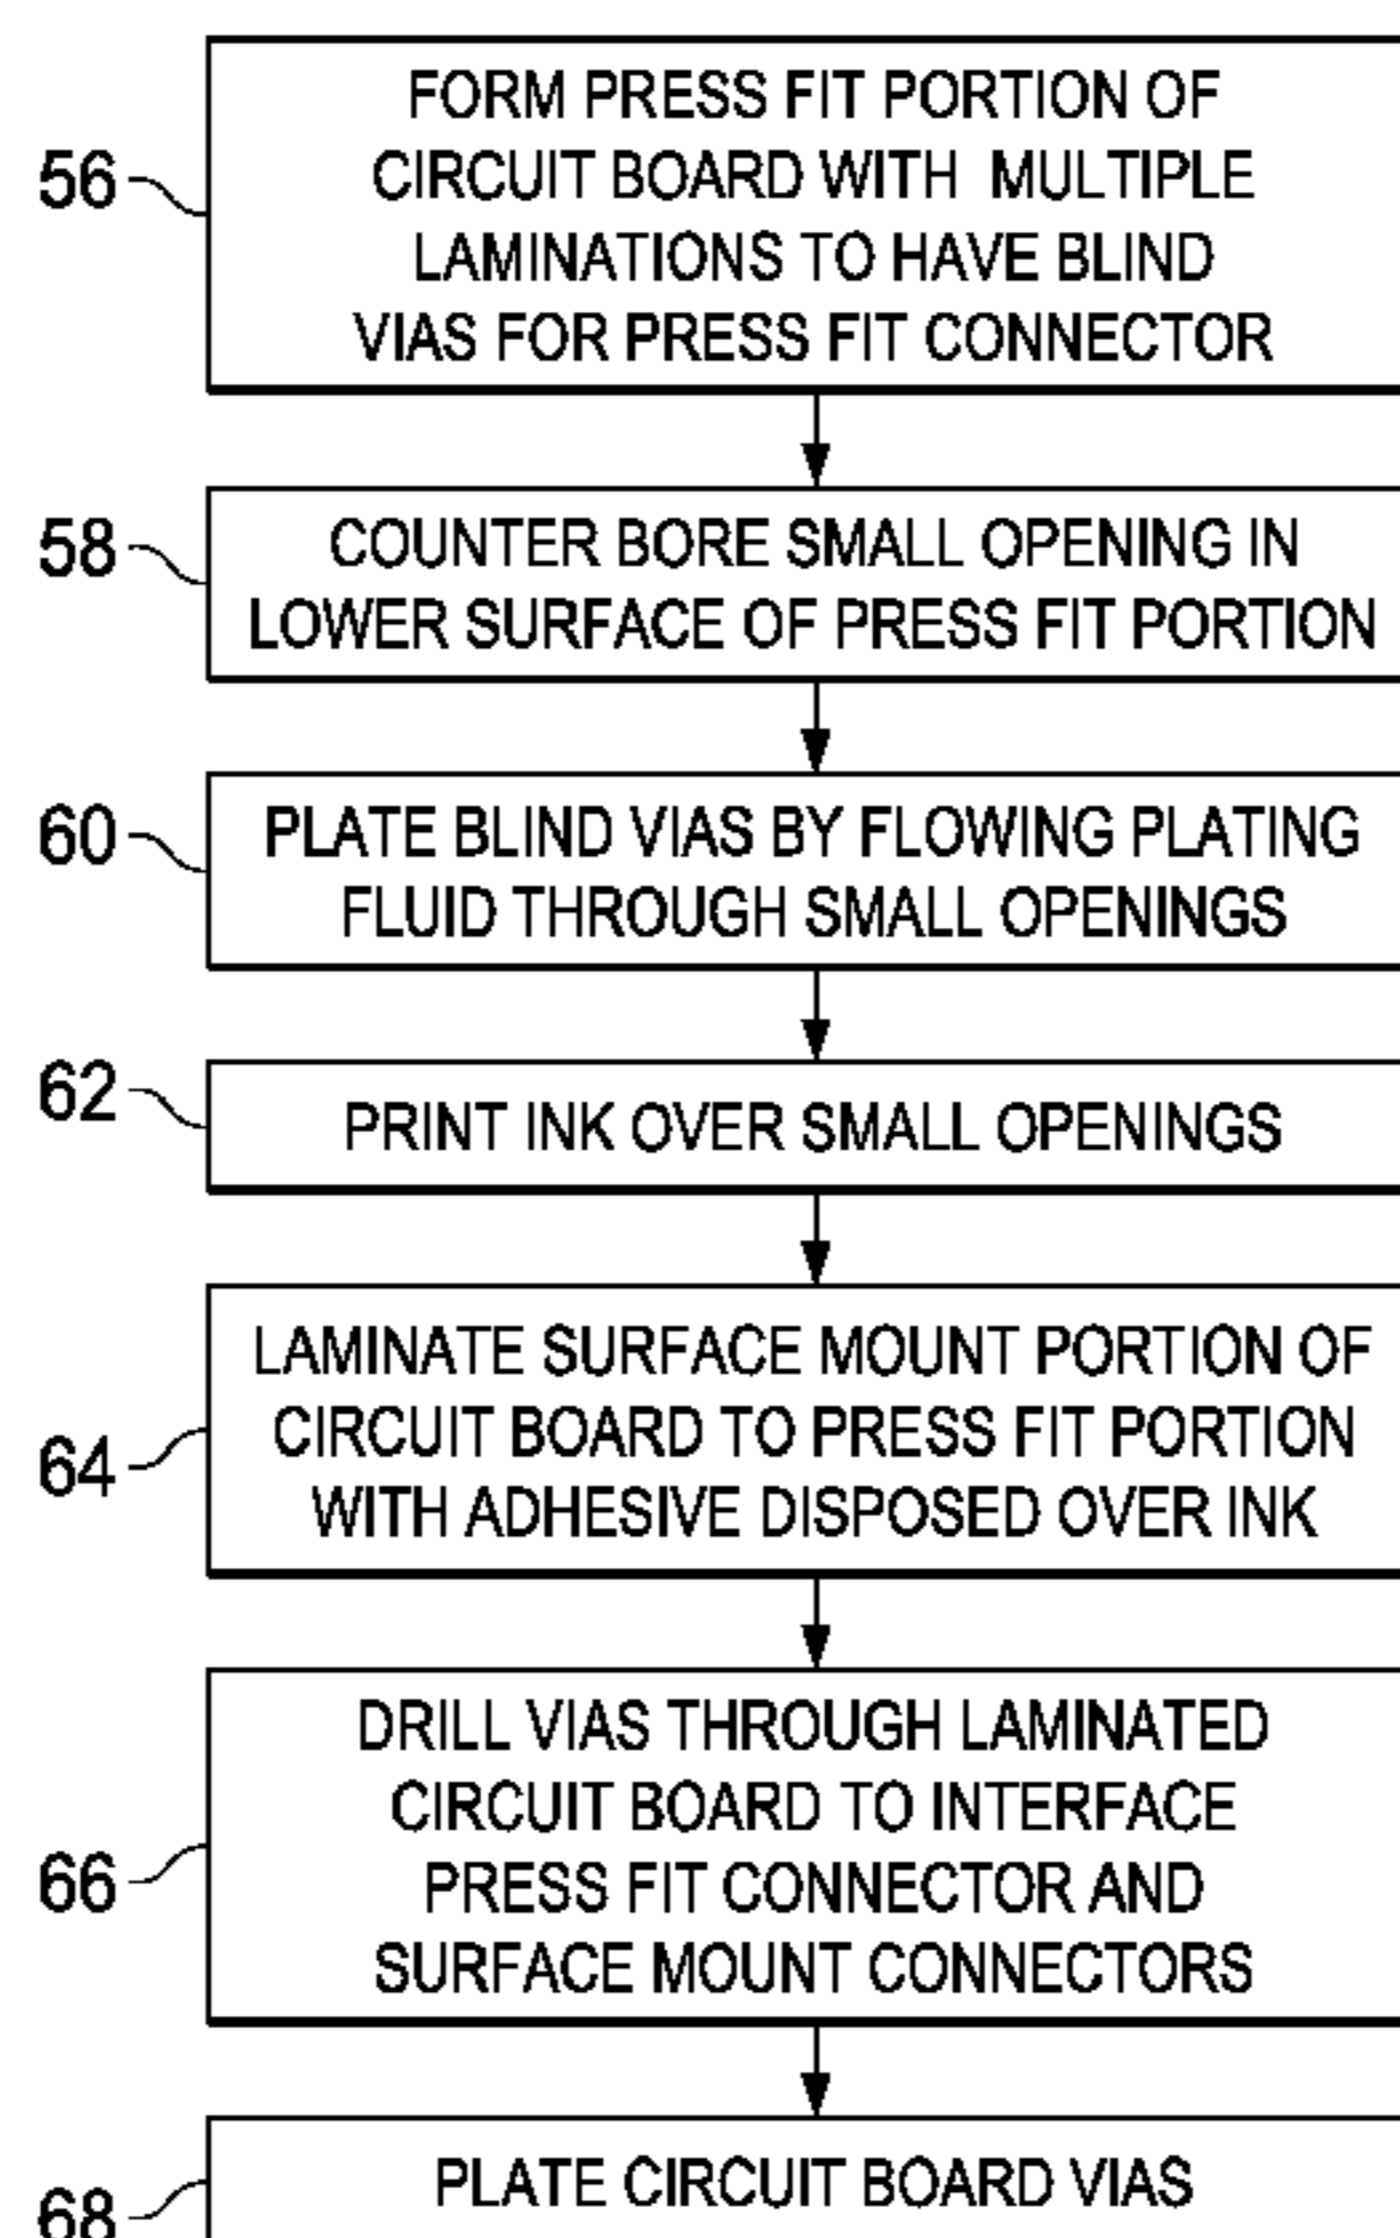 FORM PRESS FIT PORTION OF
CIRCUIT BOARD WITH MULTIPLE
LAMINATIONS TO HAVE BLIND
VIAS FOR PRESS FIT CONNECTOR
56
COUNTER BORE SMALL OPENING IN
LOWER SURFACE OF PRESS FIT PORTION
58
PLATE BLIND VIAS BY FLOWING PLATING
FLUID THROUGH SMALL OPENINGS
60
PRINT INK OVER SMALL OPENINGS
62
LAMINATE SURFACE MOUNT PORTION OF
CIRCUIT BOARD TO PRESS FIT PORTION
WITH ADHESIVE DISPOSED OVER INK
64
DRILL VIAS THROUGH LAMINATED
CIRCUIT BOARD TO INTERFACE
PRESS FIT CONNECTOR AND
SURFACE MOUNT CONNECTORS
66
PLATE CIRCUIT BOARD VIAS
68